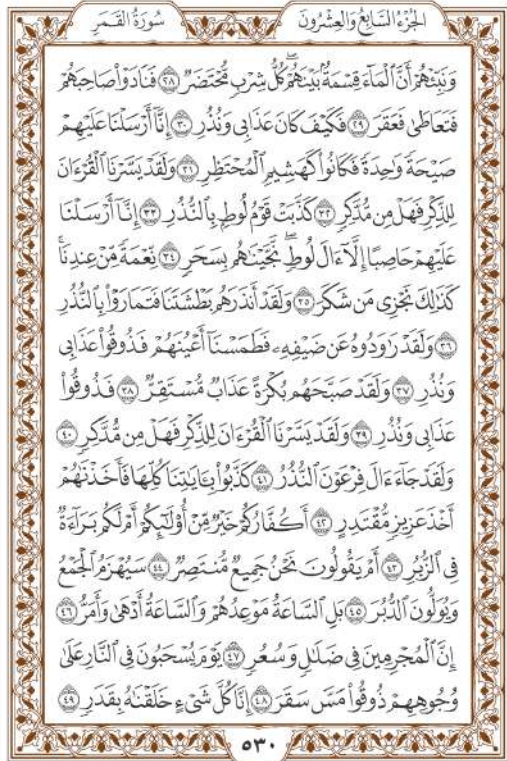 سُورَةُ القَمَرِ
الجُزْءُ السَّابِعُ وَالعِشْرُونَ
وَنَبِّئْهُمْ أَنَّ ٱلْمَآءَ قِسْمَةٌۢ بَيْنَهُمْۖ كُلُّ شِرْبٖ مُّحْتَضَرٞ ٢٨ فَنَادَوْاْ صَاحِبَهُمْ
فَتَعَاطَىٰ فَعَقَرَ ٢٩ فَكَيْفَ كَانَ عَذَابِي وَنُذُرِ ٣٠ إِنَّآ أَرْسَلْنَا عَلَيْهِمْ
صَيْحَةٗ وَٰحِدَةٗ فَكَانُواْ كَهَشِيمِ ٱلْمُحْتَظِرِ ٣١ وَلَقَدْ يَسَّرْنَا ٱلْقُرْءَانَ
لِلذِّكْرِ فَهَلْ مِن مُّدَّكِرٖ ٣٢ كَذَّبَتْ قَوْمُ لُوطِۭ بِٱلنُّذُرِ ٣٣ إِنَّآ أَرْسَلْنَا
عَلَيْهِمْ حَاصِبًا إِلَّآ ءَالَ لُوطٖۖ نَّجَّيْنَٰهُم بِسَحَرٖ ٣٤ نِّعْمَةٗ مِّنْ عِندِنَاۚ
كَذَٰلِكَ نَجْزِي مَن شَكَرَ ٣٥ وَلَقَدْ أَنذَرَهُم بَطْشَتَنَا فَتَمَارَوْاْ بِٱلنُّذُرِ
٣٦ وَلَقَدْ رَٰوَدُوهُ عَن ضَيْفِهِۦ فَطَمَسْنَآ أَعْيُنَهُمْ فَذُوقُواْ عَذَابِي
وَنُذُرِ ٣٧ وَلَقَدْ صَبَّحَهُم بُكْرَةً عَذَابٞ مُّسْتَقِرّٞ ٣٨ فَذُوقُواْ
عَذَابِي وَنُذُرِ ٣٩ وَلَقَدْ يَسَّرْنَا ٱلْقُرْءَانَ لِلذِّكْرِ فَهَلْ مِن مُّدَّكِرٖ ٤٠
وَلَقَدْ جَآءَ ءَالَ فِرْعَوْنَ ٱلنُّذُرُ ٤١ كَذَّبُواْ بِـَٔايَٰتِنَا كُلِّهَا فَأَخَذْنَٰهُمْ
أَخْذَ عَزِيزٖ مُّقْتَدِرٍ ٤٢ أَكُفَّارُكُمْ خَيْرٞ مِّنْ أُوْلَٰٓئِكُمْ أَمْ لَكُم بَرَآءَةٞ
فِي ٱلزُّبُرِ ٤٣ أَمْ يَقُولُونَ نَحْنُ جَمِيعٞ مُّنتَصِرٞ ٤٤ سَيُهْزَمُ ٱلْجَمْعُ
وَيُوَلُّونَ ٱلدُّبُرَ ٤٥ بَلِ ٱلسَّاعَةُ مَوْعِدُهُمْ وَٱلسَّاعَةُ أَدْهَىٰ وَأَمَرُّ ٤٦
إِنَّ ٱلْمُجْرِمِينَ فِي ضَلَٰلٖ وَسُعُرٖ ٤٧ يَوْمَ يُسْحَبُونَ فِي ٱلنَّارِ عَلَىٰ
وُجُوهِهِمْ ذُوقُواْ مَسَّ سَقَرَ ٤٨ إِنَّا كُلَّ شَيْءٍ خَلَقْنَٰهُ بِقَدَرٖ ٤٩
٥٣٠